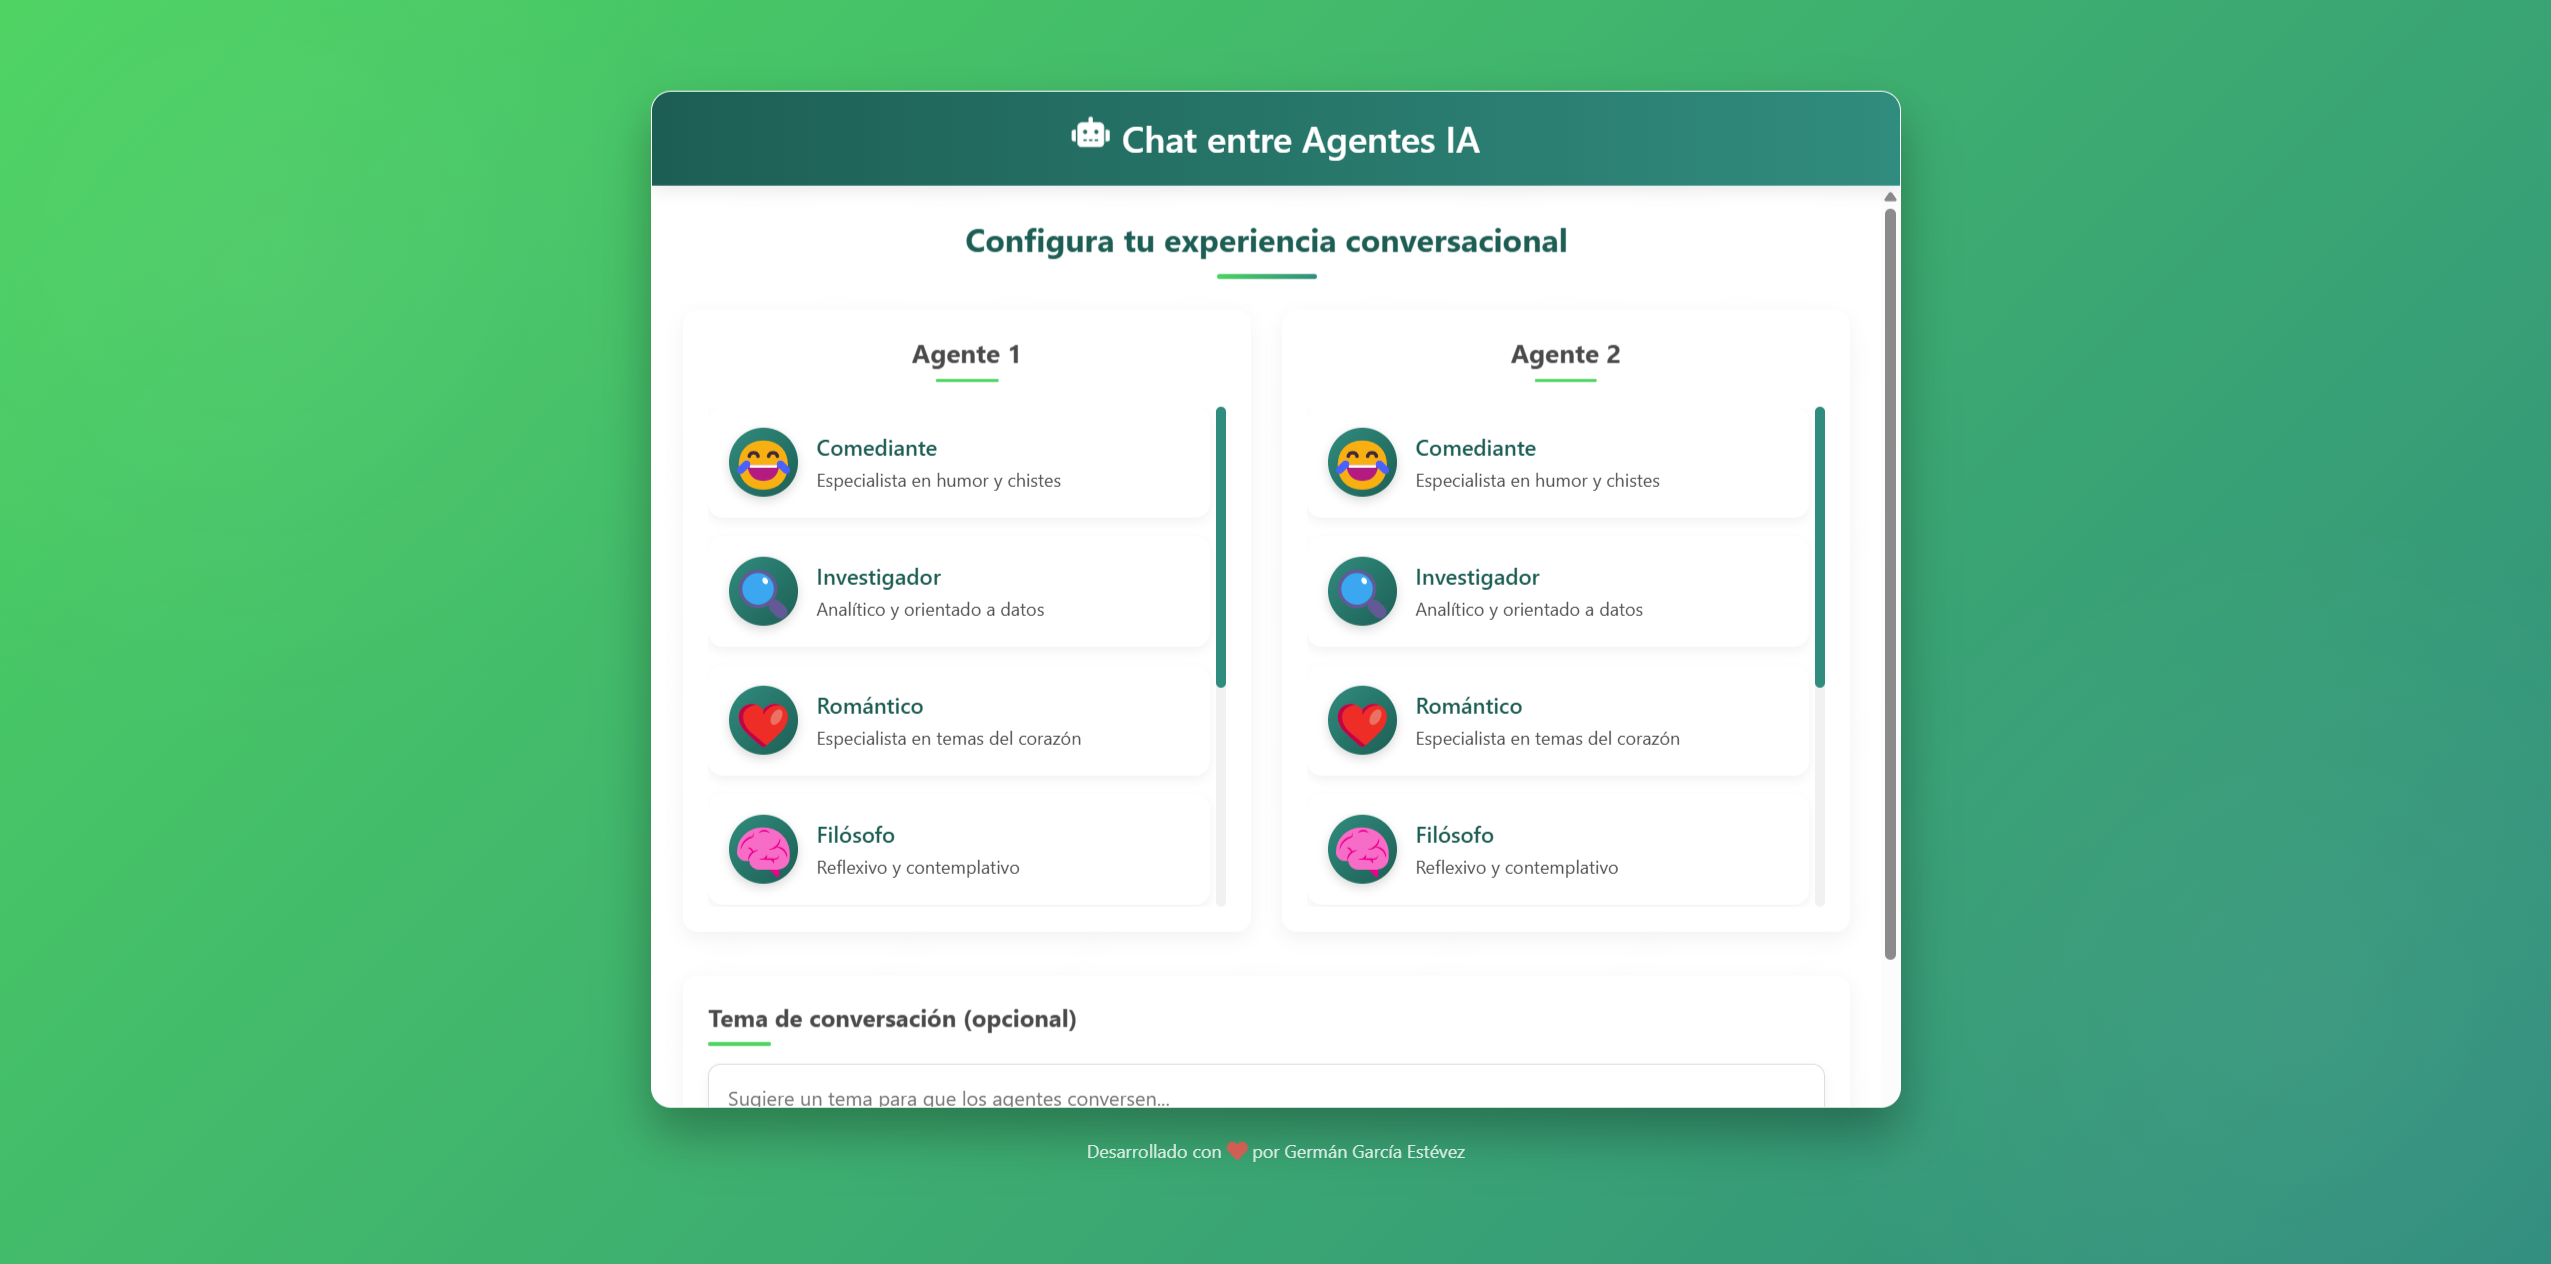 Chat entre Agentes IA
Configura tu experiencia conversacional
Agente 1
Comediante
Especialista en humor y chistes
Investigador
Analítico y orientado a datos
Romántico
Especialista en temas del corazón
Filósofo
Reflexivo y contemplativo
Agente 2
Comediante
Especialista en humor y chistes
Investigador
Analítico y orientado a datos
Romántico
Especialista en temas del corazón
Filósofo
Reflexivo y contemplativo
Tema de conversación (opcional)
Sugiere un tema para que los agentes conversen...
Desarrollado con ❤️ por Germán García Estévez